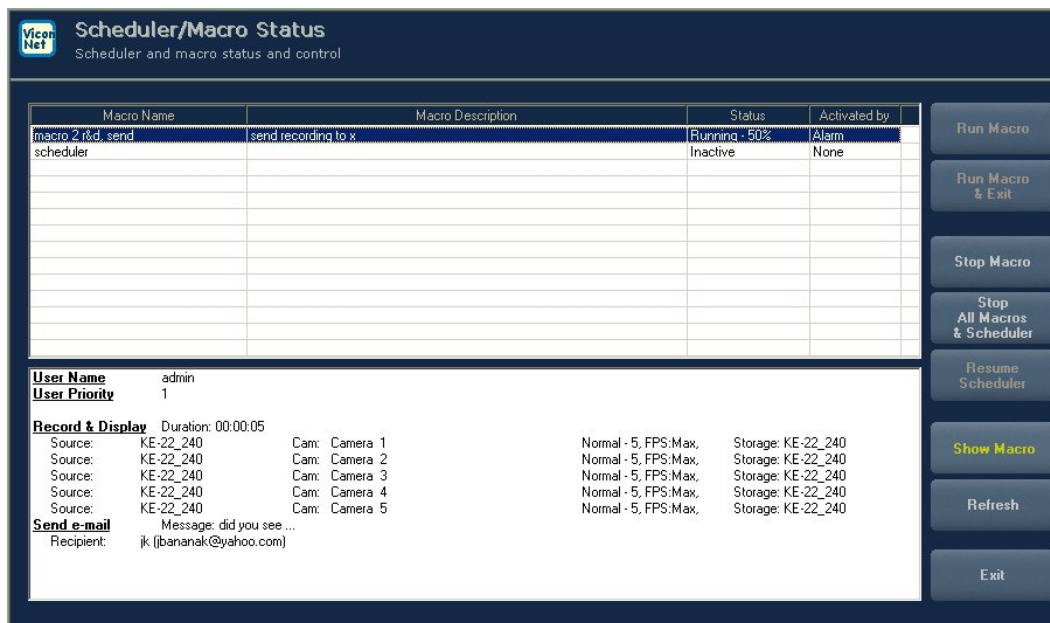 Vicon
Net
Scheduler/Macro Status
Scheduler and macro status and control
Macro Name Macro Description Status Activated by
macro 2 r&d, send send recording to x Running - 50% Alarm
scheduler Inactive None
Run Macro
Run Macro
& Exit
Stop Macro
Stop
All Macros
& Scheduler
Resume
Scheduler
Show Macro
Refresh
Exit
User Name admin
User Priority 1
Record & Display Duration: 00:00:05
Source: KE-22_240 Cam: Camera 1 Normal - 5, FPS:Max, Storage: KE-22_240
Source: KE-22_240 Cam: Camera 2 Normal - 5, FPS:Max, Storage: KE-22_240
Source: KE-22_240 Cam: Camera 3 Normal - 5, FPS:Max, Storage: KE-22_240
Source: KE-22_240 Cam: Camera 4 Normal - 5, FPS:Max, Storage: KE-22_240
Source: KE-22_240 Cam: Camera 5 Normal - 5, FPS:Max, Storage: KE-22_240
Send e-mail Message: did you see ...
Recipient: jk (jbananak@yahoo.com)